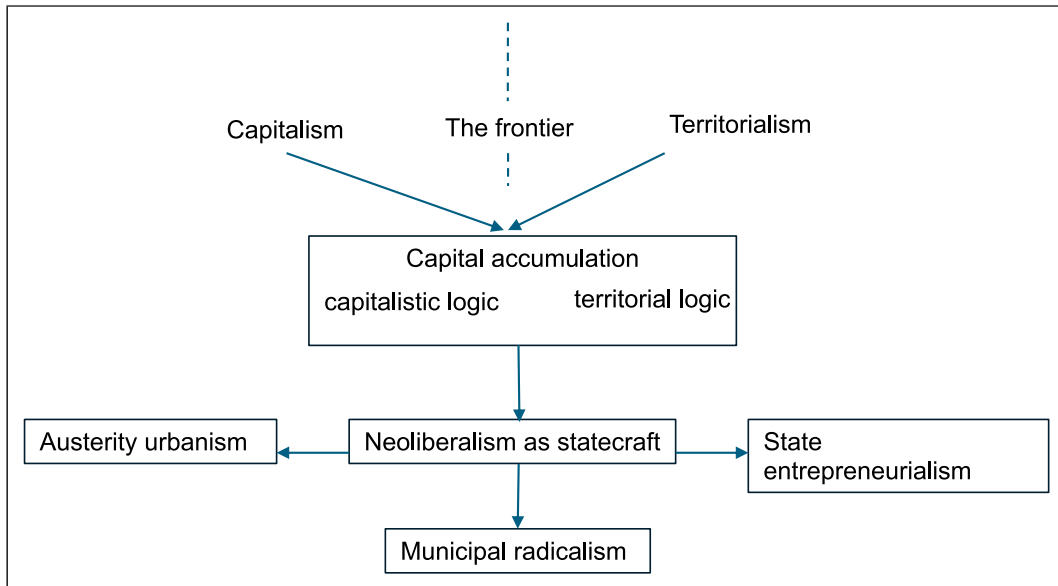 Capitalism
The frontier
Territorialism
Capital accumulation
capitalistic logic
territorial logic
Austerity urbanism
Neoliberalism as statecraft
State
entrepreneurialism
Municipal radicalism